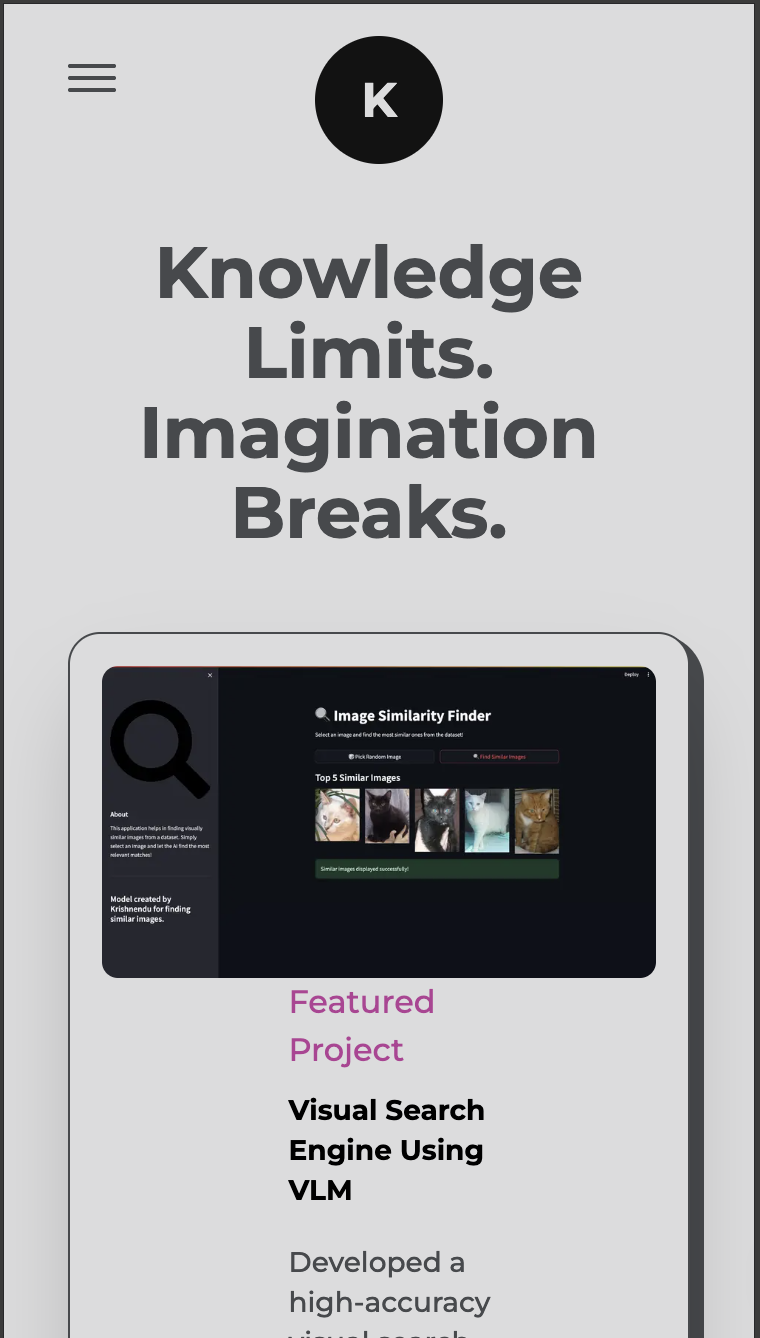 K
Knowledge
Limits.
Imagination
Breaks.
Deploy
Image Similarity Finder
Select an image and find the most similar ones from the dataset!
Pick Random Image
Find Similar Images
Top 5 Similar Images
Similar images displayed successfully!
About
This application helps in finding visually
similar images from a dataset. Simply
select an image and let the AI find the most
relevant matches!
Model created by
Krishnendu for finding
similar images.
Featured
Project
Visual Search
Engine Using
VLM
Developed a
high-accuracy
visual search